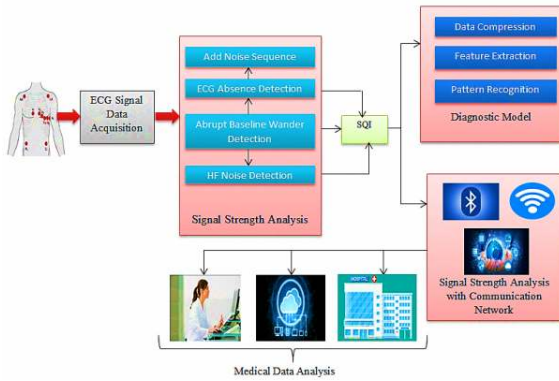 ECG Signal
Data
Acquisition
Add Noise Sequence
ECG Absence Detection
Abrupt Baseline Wander
Detection
HF Noise Detection
Signal Strength Analysis
SQI
Data Compression
Feature Extraction
Pattern Recognition
Diagnostic Model
Signal Strength Analysis
with Communication
Network
HOSPITAL
Medical Data Analysis